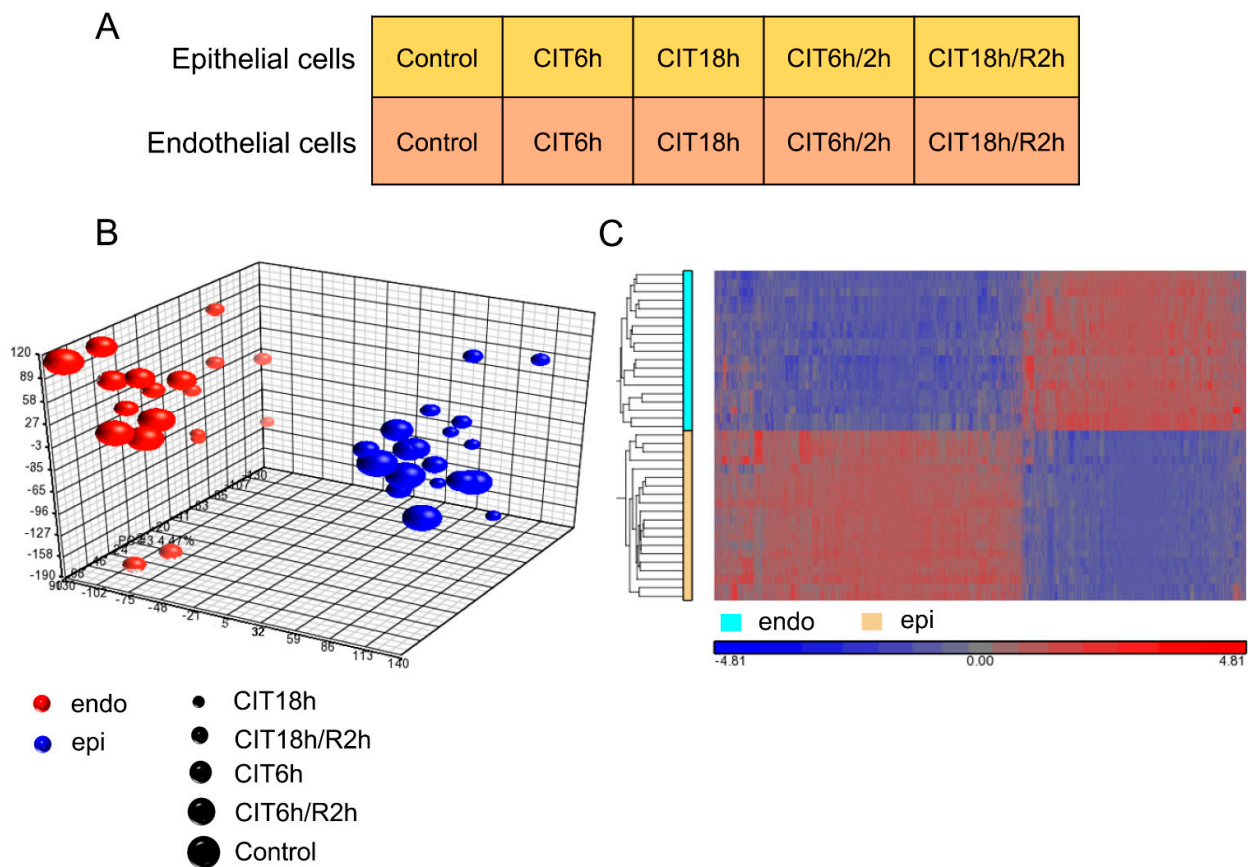 A
Epithelial cells Control CIT6h CIT18h CIT6h/2h CIT18h/R2h
Endothelial cells Control CIT6h CIT18h CIT6h/2h CIT18h/R2h
B
120
89
58
27
-3
-85
-65
-96
-127
-158
-190
-102
-75
-48
-21
5
32
59
86
113
140
endo
epi
CIT18h
CIT18h/R2h
CIT6h
CIT6h/R2h
Control
C
endo epi
-4.81 0.00 4.81